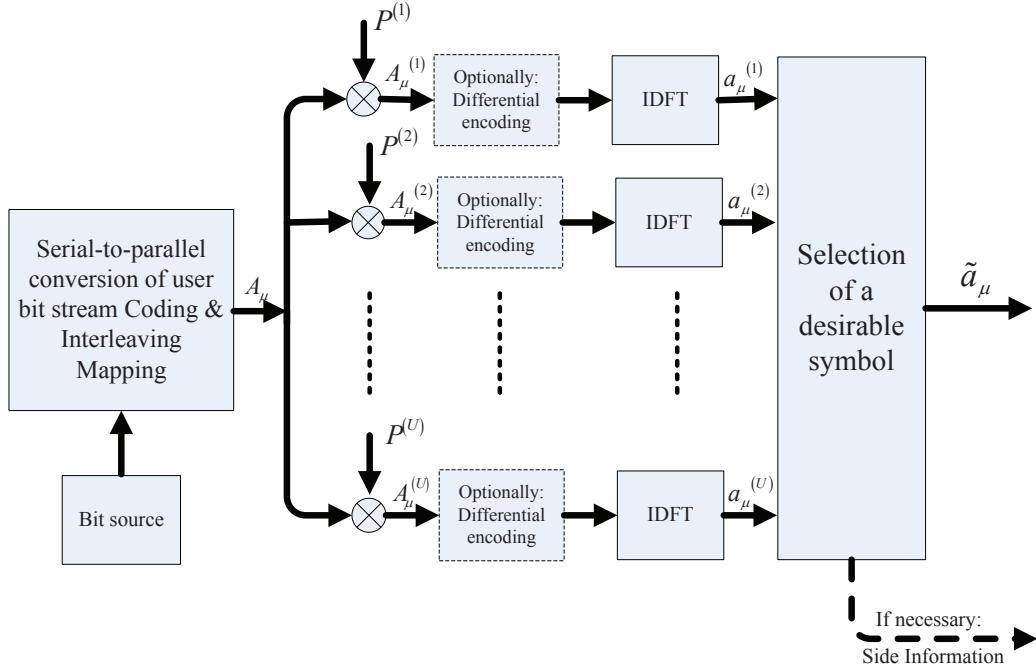 P^(1)
A_μ^(1)
Optionally:
Differential
encoding
IDFT
a_μ^(1)
P^(2)
A_μ^(2)
Optionally:
Differential
encoding
IDFT
a_μ^(2)
Serial-to-parallel
conversion of user
bit stream Coding &
Interleaving
Mapping
A_μ
Selection
of a
desirable
symbol
ã_μ
P^(U)
A_μ^(U)
Optionally:
Differential
encoding
IDFT
a_μ^(U)
Bit source
If necessary:
Side Information